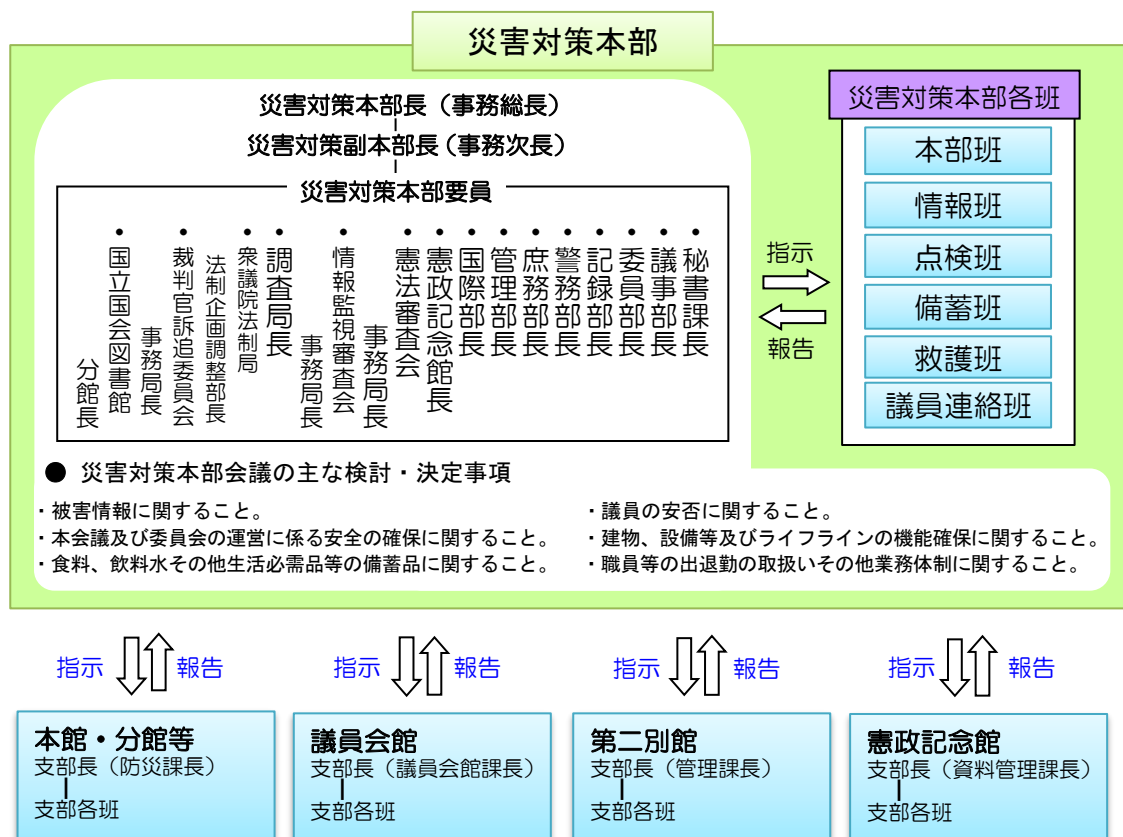 災害対策本部
災害対策本部長（事務総長）
災害対策副本部長（事務次長）
災害対策本部要員
・秘書課長
・議事部長
・委員部長
・記録部長
・警務部長
・庶務部長
・管理部長
・国際部長
・憲政記念館長
・憲法審査会
事務局長
・情報監視審査会
事務局長
・調査局長
・衆議院法制局
法制企画調整部長
・裁判官訴追委員会
事務局長
・国立国会図書館
分館長
指示
報告
災害対策本部各班
本部班
情報班
点検班
備蓄班
救護班
議員連絡班
● 災害対策本部会議の主な検討・決定事項
・被害情報に関すること。
・本会議及び委員会の運営に係る安全の確保に関すること。
・食料、飲料水その他生活必需品等の備蓄品に関すること。
・議員の安否に関すること。
・建物、設備等及びライフラインの機能確保に関すること。
・職員等の出退勤の取扱いその他業務体制に関すること。
指示 報告
指示 報告
指示 報告
指示 報告
本館・分館等
支部長（防災課長）
支部各班
議員会館
支部長（議員会館課長）
支部各班
第二別館
支部長（管理課長）
支部各班
憲政記念館
支部長（資料管理課長）
支部各班